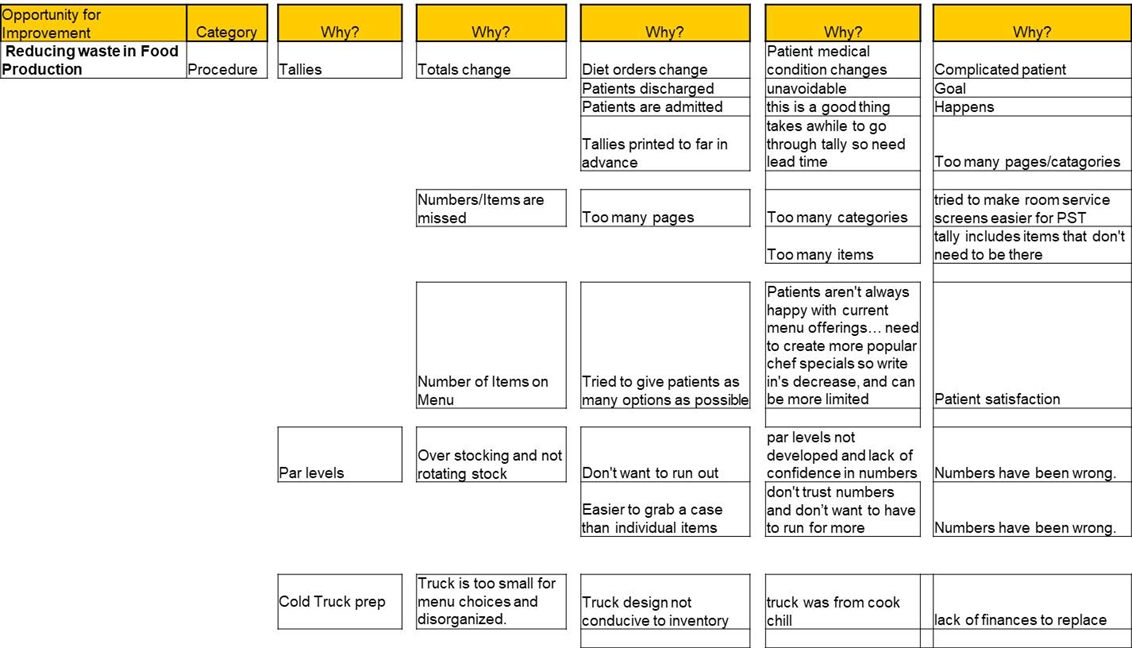 Opportunity for
Improvement
Category
Why?
Why?
Why?
Why?
Why?
Reducing waste in Food
Production
Procedure
Tallies
Totals change
Diet orders change
Patient medical
condition changes
Complicated patient
Patients discharged
unavoidable
Goal
Patients are admitted
this is a good thing
Happens
Tallies printed to far in
advance
takes awhile to go
through tally so need
lead time
Too many pages/catagories
Numbers/Items are
missed
Too many pages
Too many categories
tried to make room service
screens easier for PST
Too many items
tally includes items that don't
need to be there
Number of Items on
Menu
Tried to give patients as
many options as possible
Patients aren't always
happy with current
menu offerings... need
to create more popular
chef specials so write
in's decrease, and can
be more limited
Patient satisfaction
Par levels
Over stocking and not
rotating stock
Don't want to run out
par levels not
developed and lack of
confidence in numbers
Numbers have been wrong.
Easier to grab a case
than individual items
don't trust numbers
and don't want to have
to run for more
Numbers have been wrong.
Cold Truck prep
Truck is too small for
menu choices and
disorganized.
Truck design not
conducive to inventory
truck was from cook
chill
lack of finances to replace